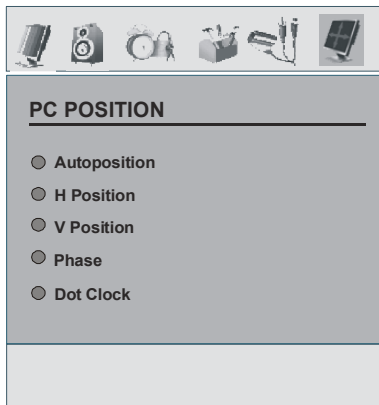 PC POSITION
Autoposition
H Position
V Position
Phase
Dot Clock